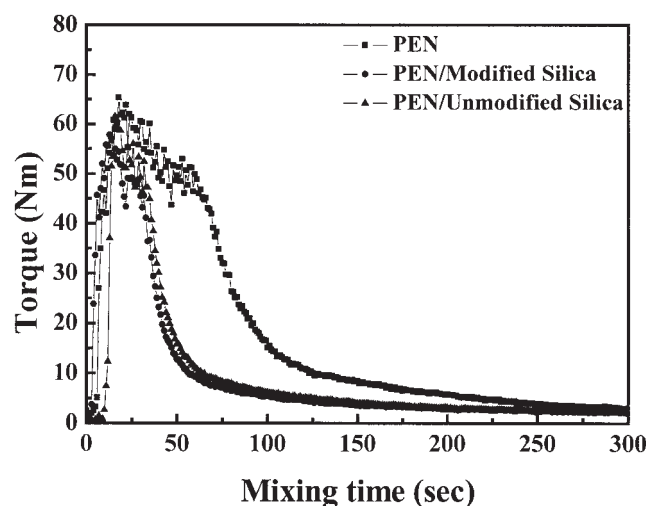 80
70
60
50
40
30
20
10
0
Torque (Nm)
PEN
PEN/Modified Silica
PEN/Unmodified Silica
0 50 100 150 200 250 300
Mixing time (sec)